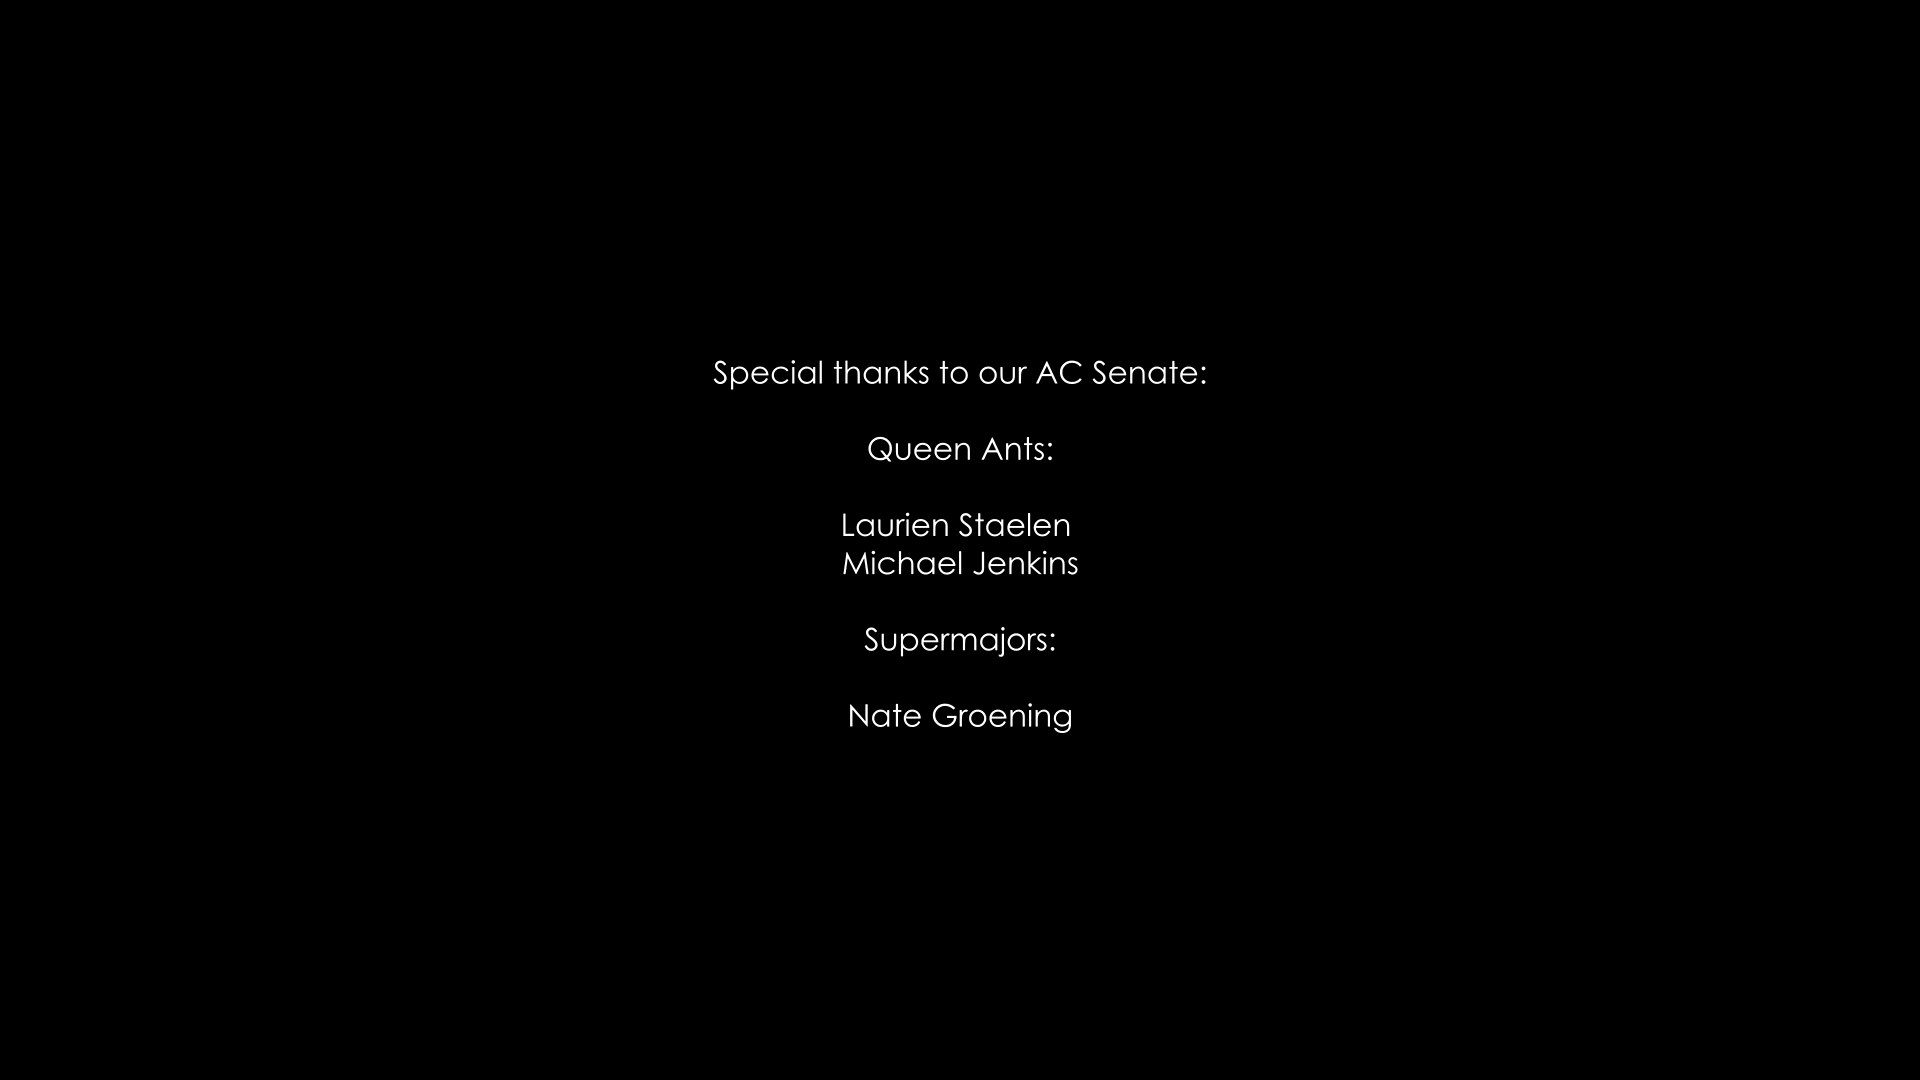 Special thanks to our AC Senate:
Queen Ants:
Laurien Staelen
Michael Jenkins
Supermajors:
Nate Groening